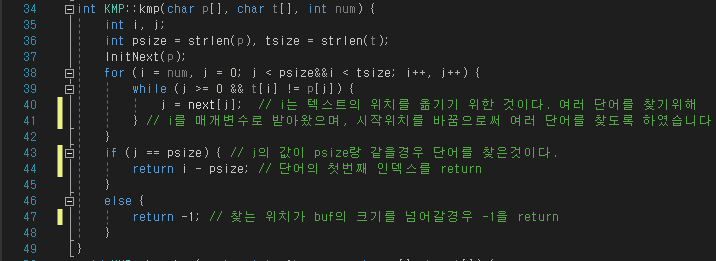 34 int KMP::kmp(char p[], char t[], int num) {
35 int i, j;
36 int psize = strlen(p), tsize = strlen(t);
37 InitNext(p);
38 for (i = num, j = 0; j < psize&&i < tsize; i++, j++) {
39 while (j >= 0 && t[i] != p[j]) {
40 j = next[j]; // i는 텍스트의 위치를 옮기기 위한 것이다. 여러 단어를 찾기위해
41 } // i를 매개변수로 받아왔으며, 시작위치를 바꿈으로써 여러 단어를 찾도록 하였습니다
42 }
43 if (j == psize) { // j의 값이 psize랑 같을경우 단어를 찾은것이다.
44 return i - psize; // 단어의 첫번째 인덱스를 return
45 }
46 else {
47 return -1; // 찾는 위치가 buf의 크기를 넘어갈경우 -1을 return
48 }
49 }